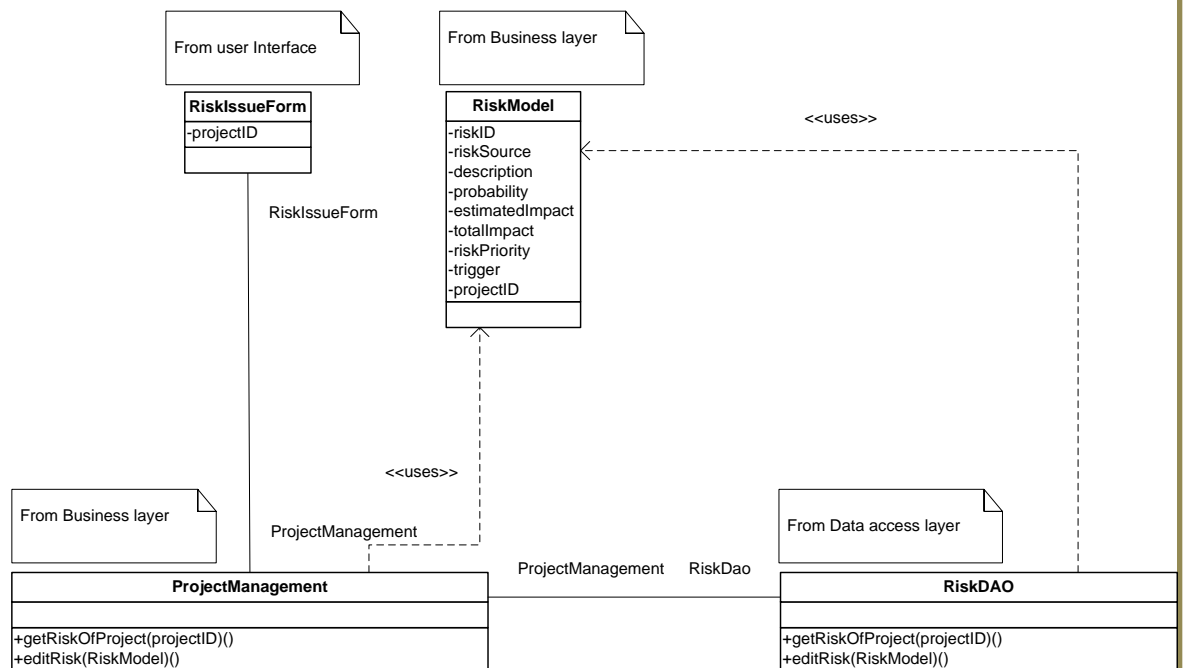 From user Interface
From Business layer
RiskIssueForm
-projectID
RiskModel
-riskID
-riskSource
-description
-probability
-estimatedImpact
-totalImpact
-riskPriority
-trigger
-projectID
<<uses>>
RiskIssueForm
<<uses>>
From Business layer
ProjectManagement
From Data access layer
ProjectManagement RiskDao
ProjectManagement
+getRiskOfProject(projectID)()
+editRisk(RiskModel)()
RiskDAO
+getRiskOfProject(projectID)()
+editRisk(RiskModel)()